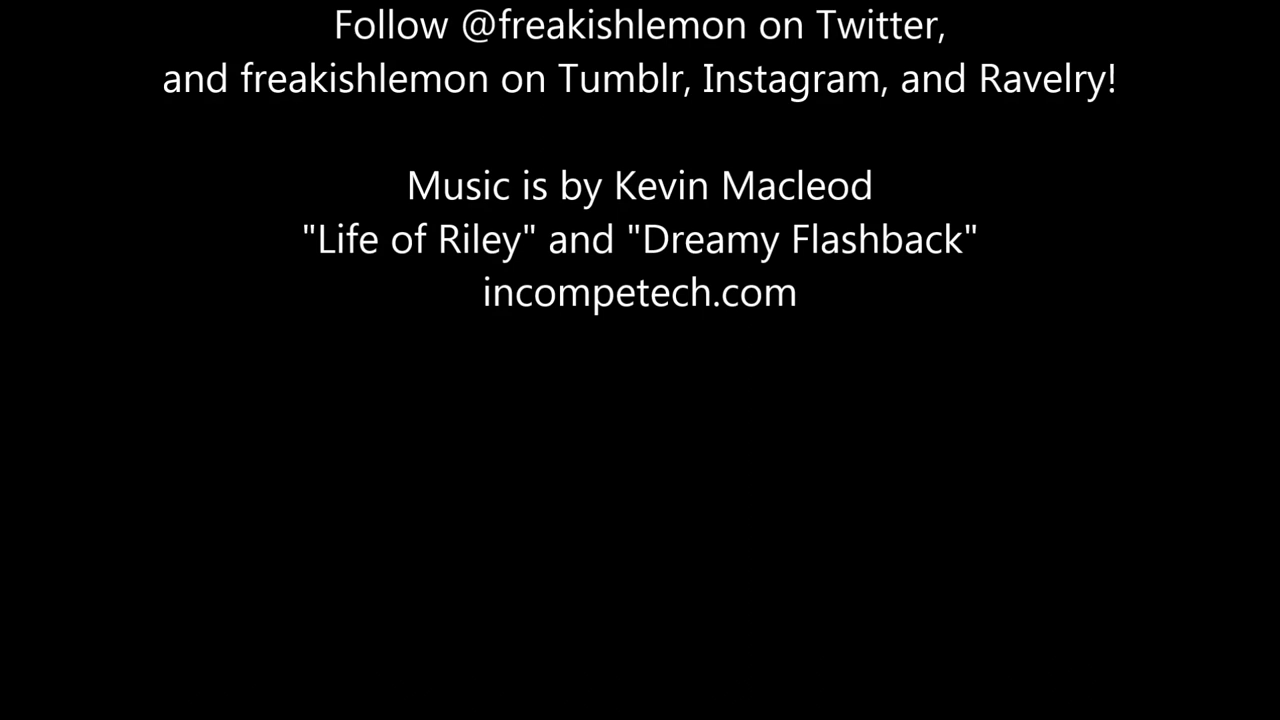 Follow @freakishlemon on Twitter,
and freakishlemon on Tumblr, Instagram, and Ravelry!
Music is by Kevin Macleod
"Life of Riley" and "Dreamy Flashback"
incompetech.com